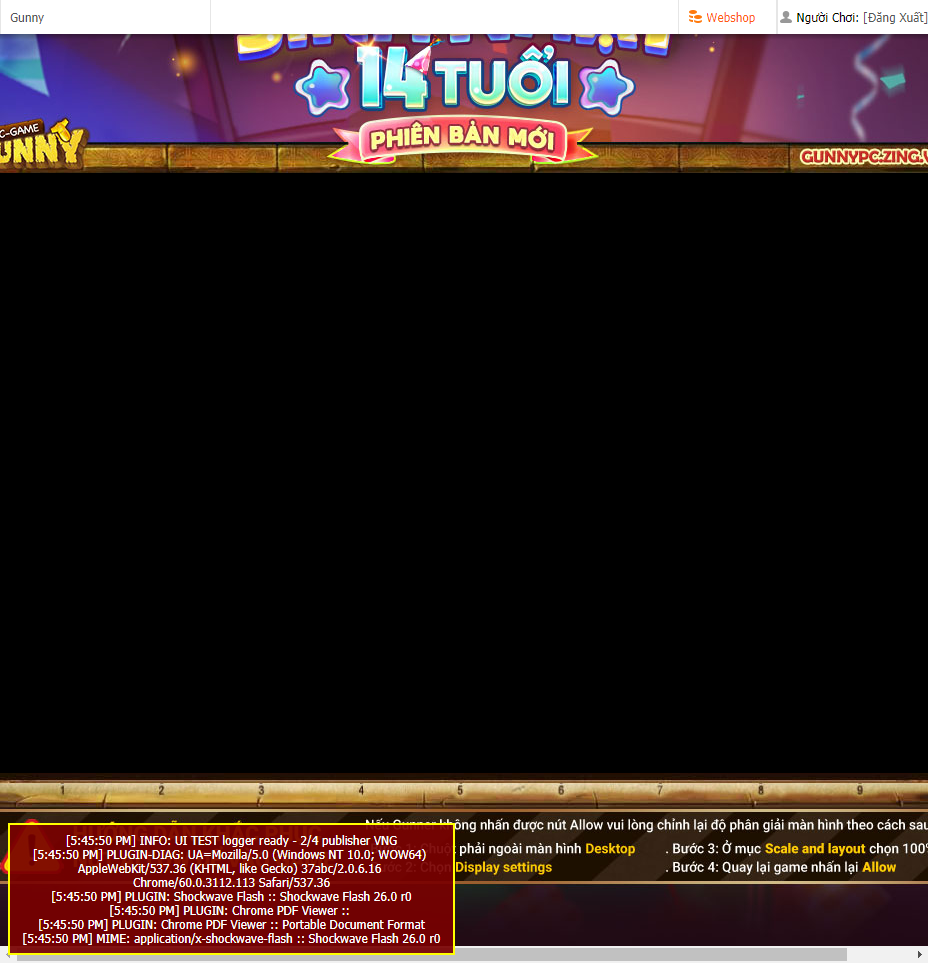 Gunny
Webshop
Người Chơi: [Đăng Xuất]
14 TUỔI
PHIÊN BẢN MỚI
C-GAME
UNNY
GUNNYPC.ZING.V
1 2 3 4 5 6 7 8 9
không nhấn được nút Allow vui lòng chỉnh lại độ phân giải màn hình theo cách sau
phải ngoài màn hình Desktop . Bước 3: Ở mục Scale and layout chọn 100%
Display settings . Bước 4: Quay lại game nhấn lại Allow
[5:45:50 PM] INFO: UI TEST logger ready - 2/4 publisher VNG
[5:45:50 PM] PLUGIN-DIAG: UA=Mozilla/5.0 (Windows NT 10.0; WOW64)
AppleWebKit/537.36 (KHTML, like Gecko) 37abc/2.0.6.16
Chrome/60.0.3112.113 Safari/537.36
[5:45:50 PM] PLUGIN: Shockwave Flash :: Shockwave Flash 26.0 r0
[5:45:50 PM] PLUGIN: Chrome PDF Viewer ::
[5:45:50 PM] PLUGIN: Chrome PDF Viewer :: Portable Document Format
[5:45:50 PM] MIME: application/x-shockwave-flash :: Shockwave Flash 26.0 r0